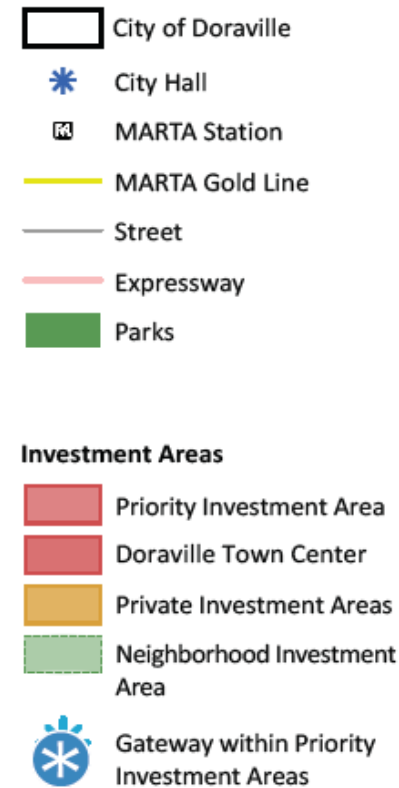 City of Doraville
City Hall
MARTA Station
MARTA Gold Line
Street
Expressway
Parks
Investment Areas
Priority Investment Area
Doraville Town Center
Private Investment Areas
Neighborhood Investment
Area
Gateway within Priority
Investment Areas